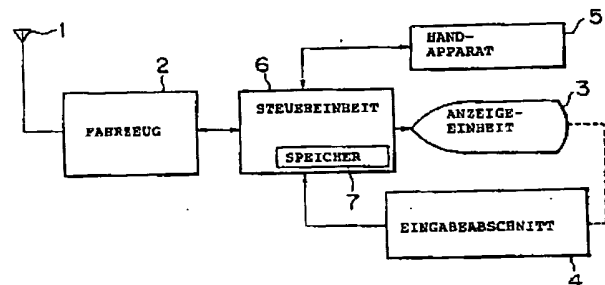 1
2
FAHRZEUG
6
STEUEREINHEIT
SPEICHER
7
HAND-
APPARAT
5
ANZEIGE-
EINHEIT
3
EINGABEABSCHNITT
4